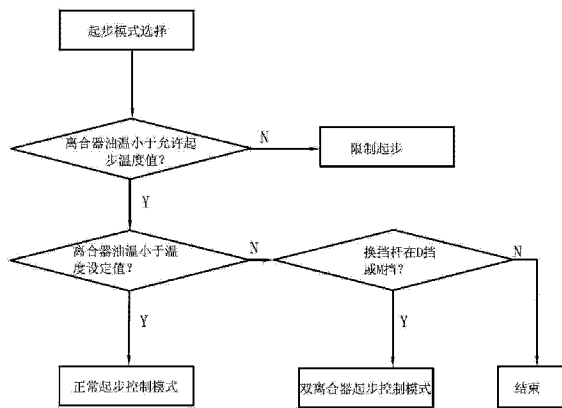 起步模式选择
离合器油温小于允许起
步温度值?
N
限制起步
Y
离合器油温小于温
度设定值?
N
换挡杆在D挡
或M挡?
N
Y
Y
正常起步控制模式
双离合器起步控制模式
结束